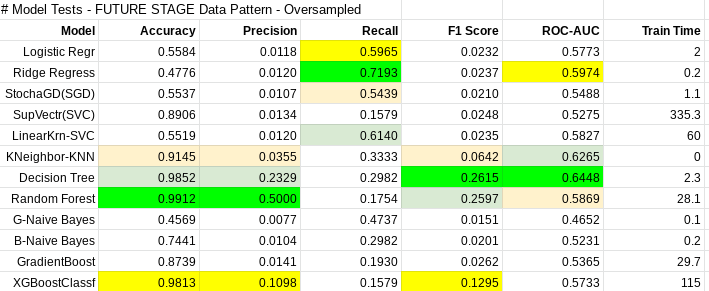 # Model Tests - FUTURE STAGE Data Pattern - Oversampled
Model Accuracy Precision Recall F1 Score ROC-AUC Train Time
Logistic Regr 0.5584 0.0118 0.5965 0.0232 0.5773 2
Ridge Regress 0.4776 0.0120 0.7193 0.0237 0.5974 0.2
StochaGD(SGD) 0.5537 0.0107 0.5439 0.0210 0.5488 1.1
SupVectr(SVC) 0.8906 0.0134 0.1579 0.0248 0.5275 335.3
LinearKrn-SVC 0.5519 0.0120 0.6140 0.0235 0.5827 60
KNeighbor-KNN 0.9145 0.0355 0.3333 0.0642 0.6265 0
Decision Tree 0.9852 0.2329 0.2982 0.2615 0.6448 2.3
Random Forest 0.9912 0.5000 0.1754 0.2597 0.5869 28.1
G-Naive Bayes 0.4569 0.0077 0.4737 0.0151 0.4652 0.1
B-Naive Bayes 0.7441 0.0104 0.2982 0.0201 0.5231 0.2
GradientBoost 0.8739 0.0141 0.1930 0.0262 0.5365 29.7
XGBoostClassf 0.9813 0.1098 0.1579 0.1295 0.5733 115